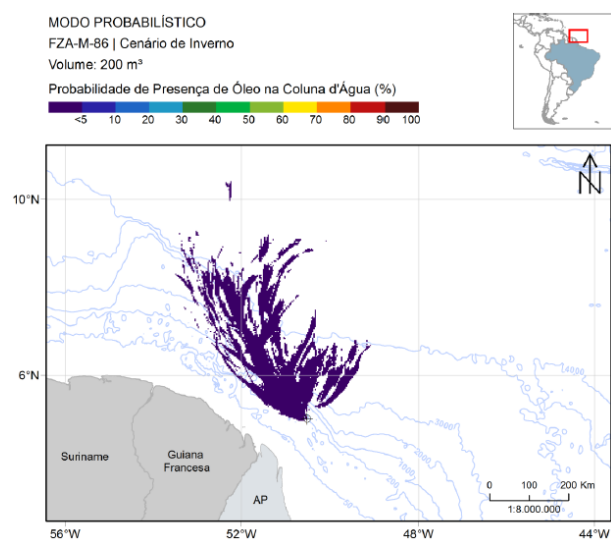 MODO PROBABILÍSTICO
FZA-M-86 | Cenário de Inverno
Volume: 200 m³
Probabilidade de Presença de Óleo na Coluna d'Água (%)
<5 10 20 30 40 50 60 70 80 90 100
N
10°N
6°N
Suriname
Guiana
Francesa
AP
0 100 200 Km
1:8.000.000
56°W 52°W 48°W 44°W